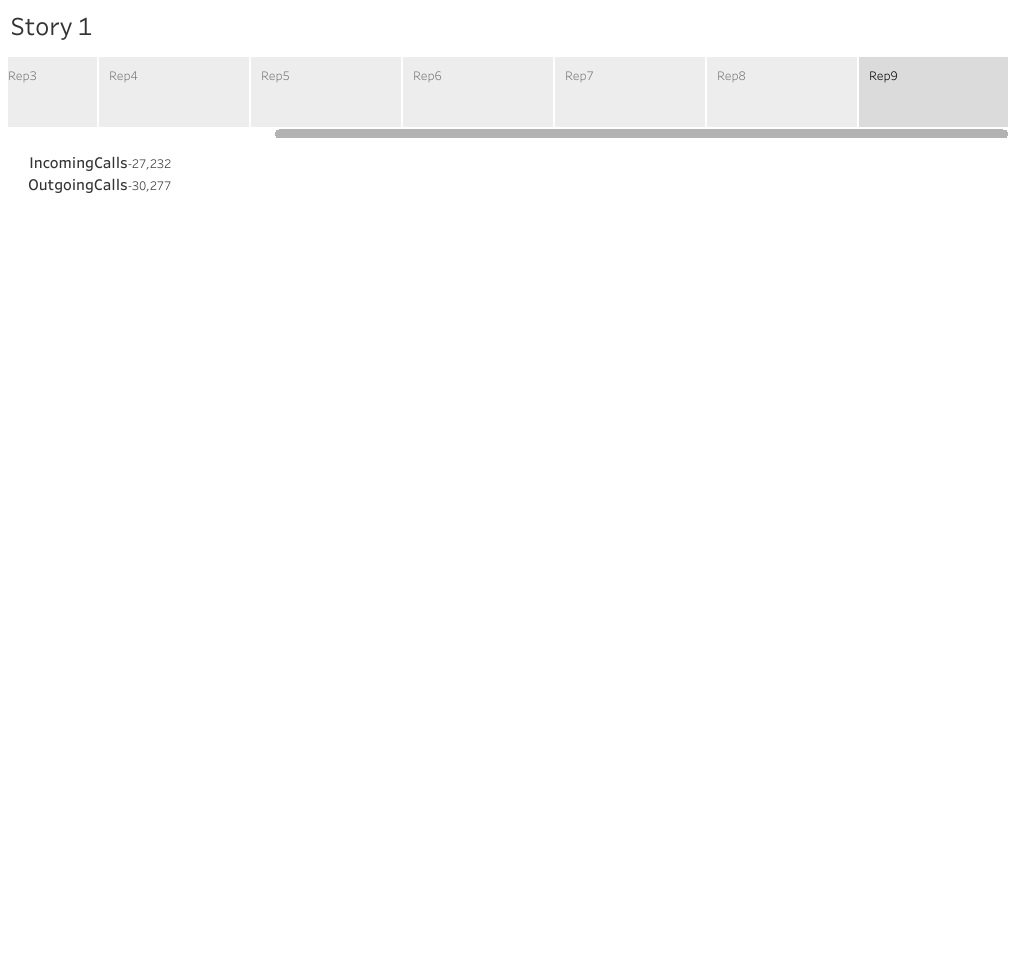 Story 1
Rep3 Rep4 Rep5 Rep6 Rep7 Rep8 Rep9
IncomingCalls-27,232
OutgoingCalls-30,277